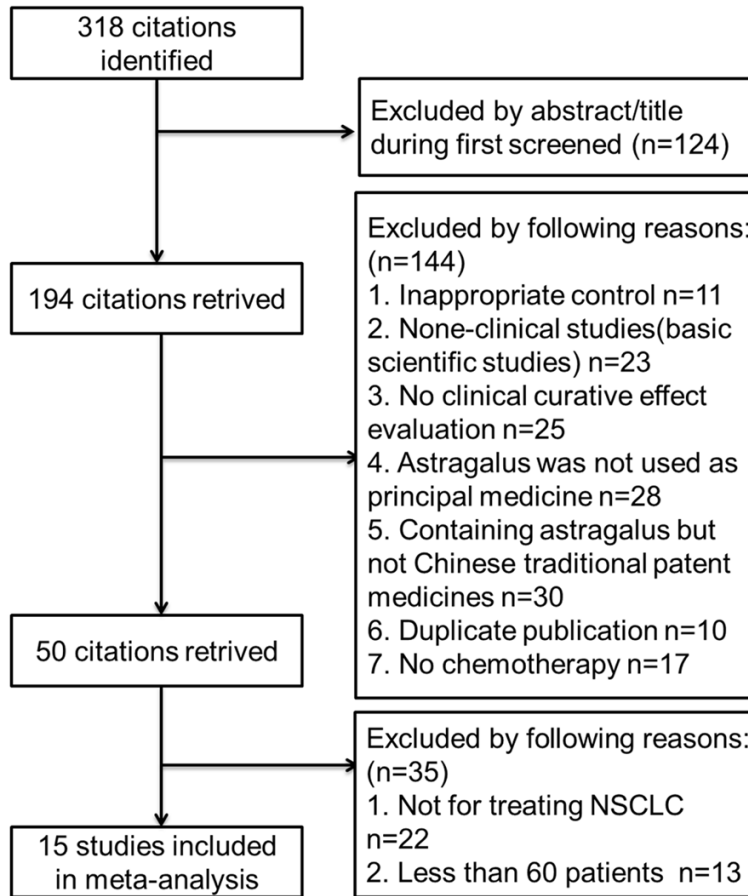 318 citations
identified
Excluded by abstract/title
during first screened (n=124)
194 citations retrived
Excluded by following reasons:
(n=144)
1. Inappropriate control n=11
2. None-clinical studies(basic
scientific studies) n=23
3. No clinical curative effect
evaluation n=25
4. Astragalus was not used as
principal medicine n=28
5. Containing astragalus but
not Chinese traditional patent
medicines n=30
6. Duplicate publication n=10
7. No chemotherapy n=17
50 citations retrived
Excluded by following reasons:
(n=35)
1. Not for treating NSCLC
n=22
2. Less than 60 patients n=13
15 studies included
in meta-analysis